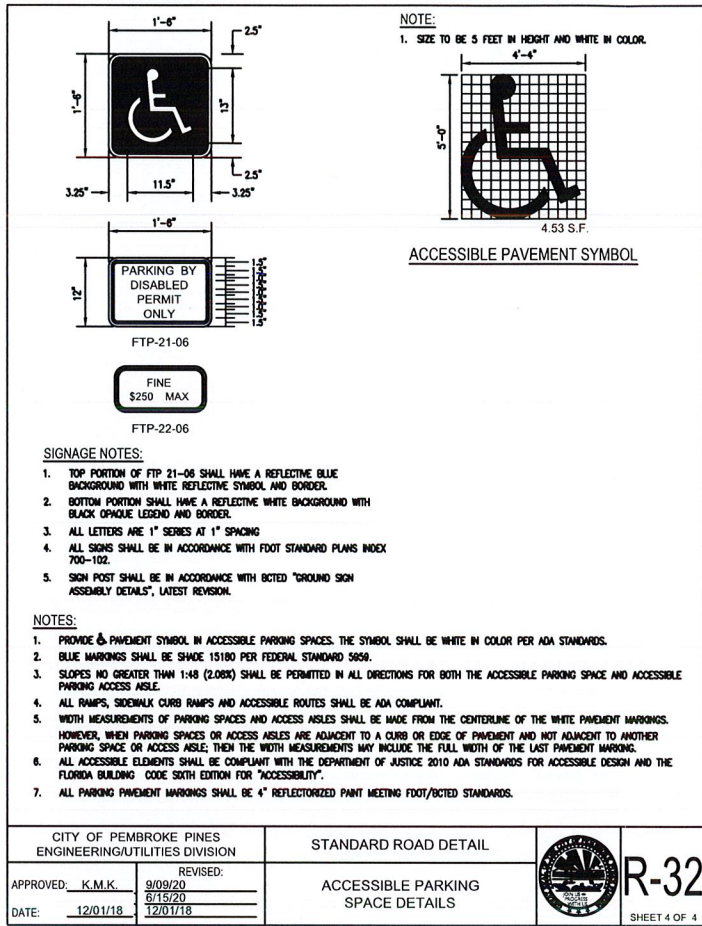 1'-6"
2.5"
1'-6"
13"
2.5"
3.25"
11.5"
3.25"
1'-6"
12"
PARKING BY
DISABLED
PERMIT
ONLY
1.5"
1.5"
FTP-21-06
FINE
$250 MAX
FTP-22-06
NOTE:
1. SIZE TO BE 5 FEET IN HEIGHT AND WHITE IN COLOR.
4'-4"
5'-0"
4.53 S.F.
ACCESSIBLE PAVEMENT SYMBOL
SIGNAGE NOTES:
1. TOP PORTION OF FTP 21-06 SHALL HAVE A REFLECTIVE BLUE
BACKGROUND WITH WHITE REFLECTIVE SYMBOL AND BORDER.
2. BOTTOM PORTION SHALL HAVE A REFLECTIVE WHITE BACKGROUND WITH
BLACK OPAQUE LEGEND AND BORDER.
3. ALL LETTERS ARE 1" SERIES AT 1" SPACING
4. ALL SIGNS SHALL BE IN ACCORDANCE WITH FDOT STANDARD PLANS INDEX
700-102.
5. SIGN POST SHALL BE IN ACCORDANCE WITH BCTED "GROUND SIGN
ASSEMBLY DETAILS", LATEST REVISION.
NOTES:
1. PROVIDE PAVEMENT SYMBOL IN ACCESSIBLE PARKING SPACES. THE SYMBOL SHALL BE WHITE IN COLOR PER ADA STANDARDS.
2. BLUE MARKINGS SHALL BE SHADE 15180 PER FEDERAL STANDARD 5959.
3. SLOPES NO GREATER THAN 1:48 (2.08%) SHALL BE PERMITTED IN ALL DIRECTIONS FOR BOTH THE ACCESSIBLE PARKING SPACE AND ACCESSIBLE
PARKING ACCESS AISLE.
4. ALL RAMPS, SIDEWALK CURB RAMPS AND ACCESSIBLE ROUTES SHALL BE ADA COMPLIANT.
5. WIDTH MEASUREMENTS OF PARKING SPACES AND ACCESS AISLES SHALL BE MADE FROM THE CENTERLINE OF THE WHITE PAVEMENT MARKINGS.
HOWEVER, WHEN PARKING SPACES OR ACCESS AISLES ARE ADJACENT TO A CURB OR EDGE OF PAVEMENT AND NOT ADJACENT TO ANOTHER
PARKING SPACE OR ACCESS AISLE; THEN THE WIDTH MEASUREMENTS MAY INCLUDE THE FULL WIDTH OF THE LAST PAVEMENT MARKING.
6. ALL ACCESSIBLE ELEMENTS SHALL BE COMPLIANT WITH THE DEPARTMENT OF JUSTICE 2010 ADA STANDARDS FOR ACCESSIBLE DESIGN AND THE
FLORIDA BUILDING CODE SIXTH EDITION FOR "ACCESSIBILITY".
7. ALL PARKING PAVEMENT MARKINGS SHALL BE 4" REFLECTORIZED PAINT MEETING FDOT/BCTED STANDARDS.
CITY OF PEMBROKE PINES
ENGINEERING/UTILITIES DIVISION
APPROVED: K.M.K.
DATE: 12/01/18
REVISED:
9/09/20
6/15/20
12/01/18
STANDARD ROAD DETAIL
ACCESSIBLE PARKING
SPACE DETAILS
JOIN US
PROGRESS
WITH US
R-32
SHEET 4 OF 4